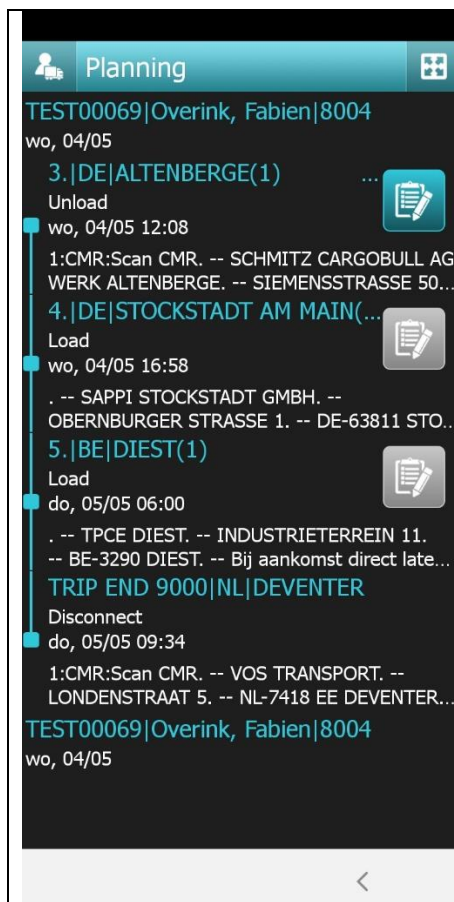 Planning
TEST00069|Overink, Fabien|8004
wo, 04/05
3.|DE|ALTENBERGE(1) ...
Unload
wo, 04/05 12:08
1:CMR:Scan CMR. -- SCHMITZ CARGOBULL AG
WERK ALTENBERGE. -- SIEMENSSTRASSE 50...
4.|DE|STOCKSTADT AM MAIN(...
Load
wo, 04/05 16:58
. -- SAPPI STOCKSTADT GMBH. --
OBERNBURGER STRASSE 1. -- DE-63811 STO...
5.|BE|DIEST(1)
Load
do, 05/05 06:00
. -- TPCE DIEST. -- INDUSTRIETERREIN 11.
-- BE-3290 DIEST. -- Bij aankomst direct late...
TRIP END 9000|NL|DEVENTER
Disconnect
do, 05/05 09:34
1:CMR:Scan CMR. -- VOS TRANSPORT. --
LONDENSTRAAT 5. -- NL-7418 EE DEVENTER...
TEST00069|Overink, Fabien|8004
wo, 04/05